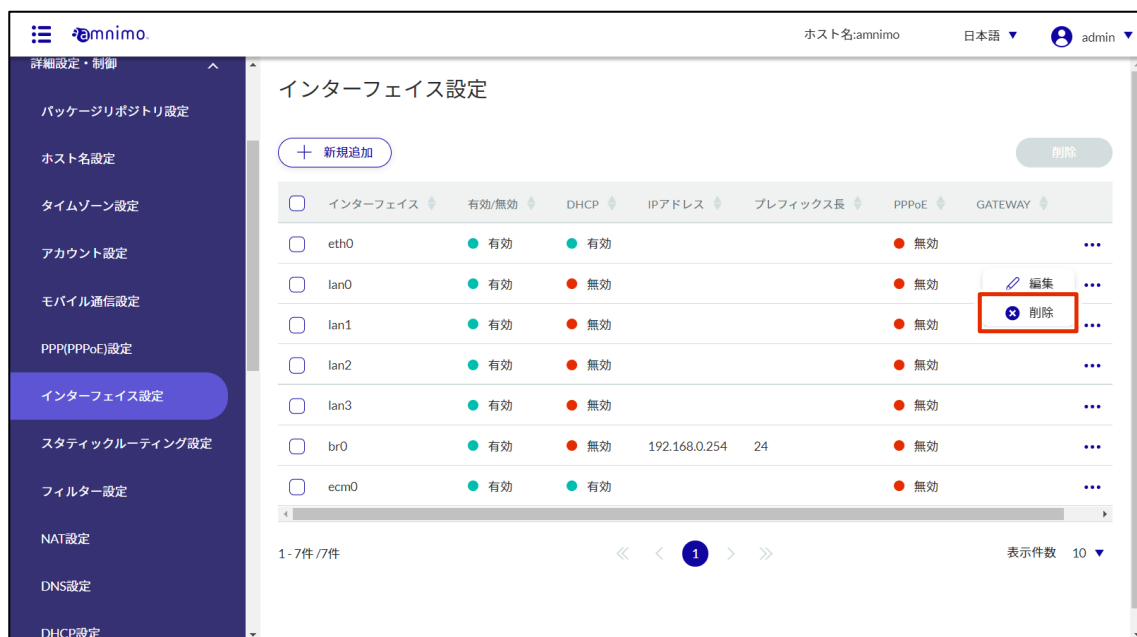 amnimo.
ホスト名:amnimo
日本語 ▼
admin ▼
詳細設定・制御
パッケージリポジトリ設定
ホスト名設定
タイムゾーン設定
アカウント設定
モバイル通信設定
PPP(PPPoE)設定
インターフェイス設定
スタティックルーティング設定
フィルター設定
NAT設定
DNS設定
DHCP設定
インターフェイス設定
＋ 新規追加
削除
インターフェイス 有効/無効 DHCP IPアドレス プレフィックス長 PPPoE GATEWAY
eth0 有効 有効 無効 •••
lan0 有効 無効 無効 編集 •••
削除
lan1 有効 無効 無効 •••
lan2 有効 無効 無効 •••
lan3 有効 無効 無効 •••
br0 有効 無効 192.168.0.254 24 無効 •••
ecm0 有効 有効 無効 •••
1 - 7件 /7件
1
表示件数 10 ▼